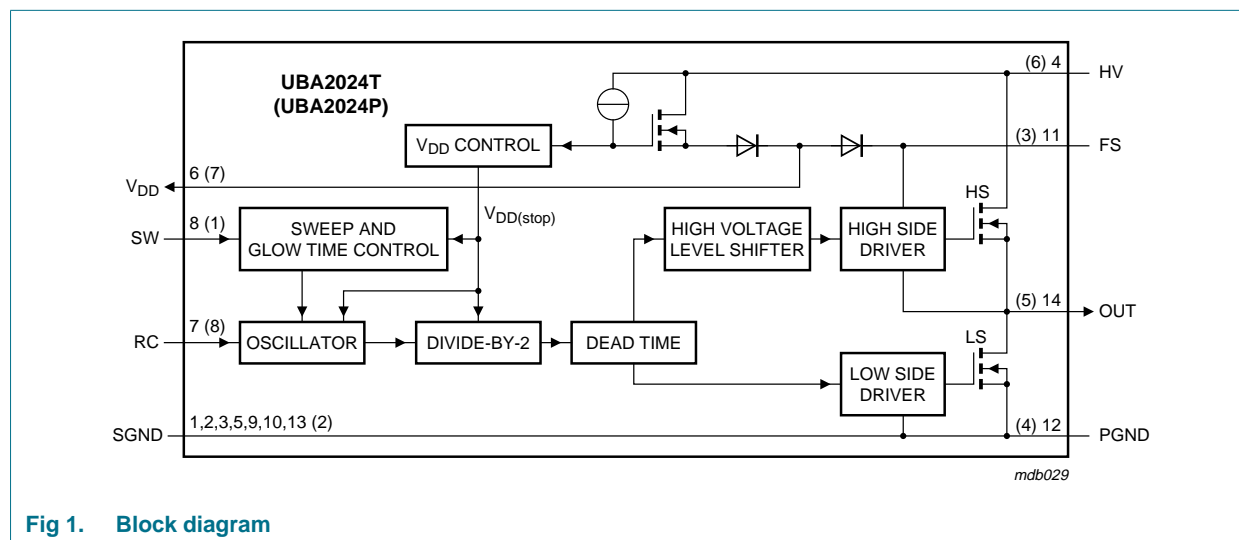 UBA2024T
(UBA2024P)
(6) 4
HV
VDD CONTROL
(3) 11
FS
6 (7)
VDD
VDD(stop)
HS
8 (1)
SW
SWEEP AND
GLOW TIME CONTROL
HIGH VOLTAGE
LEVEL SHIFTER
HIGH SIDE
DRIVER
(5) 14
OUT
7 (8)
RC
OSCILLATOR
DIVIDE-BY-2
DEAD TIME
LS
LOW SIDE
DRIVER
1,2,3,5,9,10,13 (2)
SGND
(4) 12
PGND
mdb029
Fig 1. Block diagram